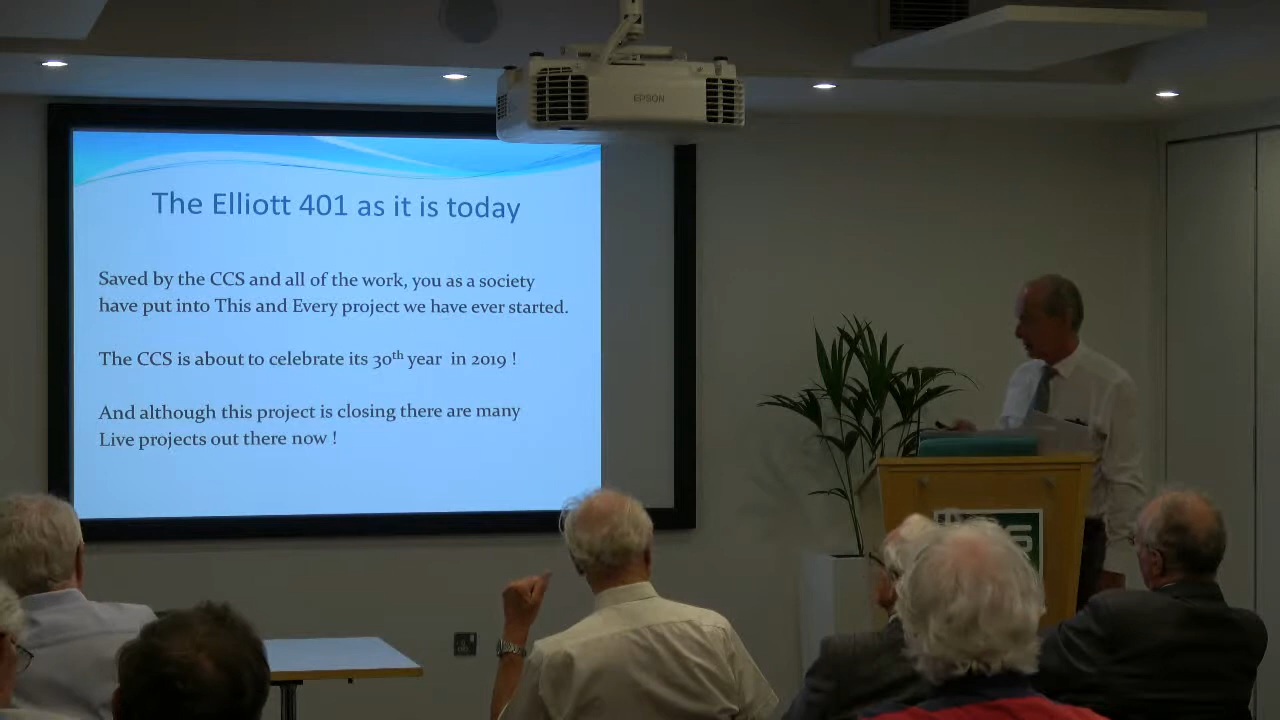 EPSON
The Elliott 401 as it is today
Saved by the CCS and all of the work, you as a society
have put into This and Every project we have ever started.
The CCS is about to celebrate its 30th year in 2019 !
And although this project is closing there are many
Live projects out there now !